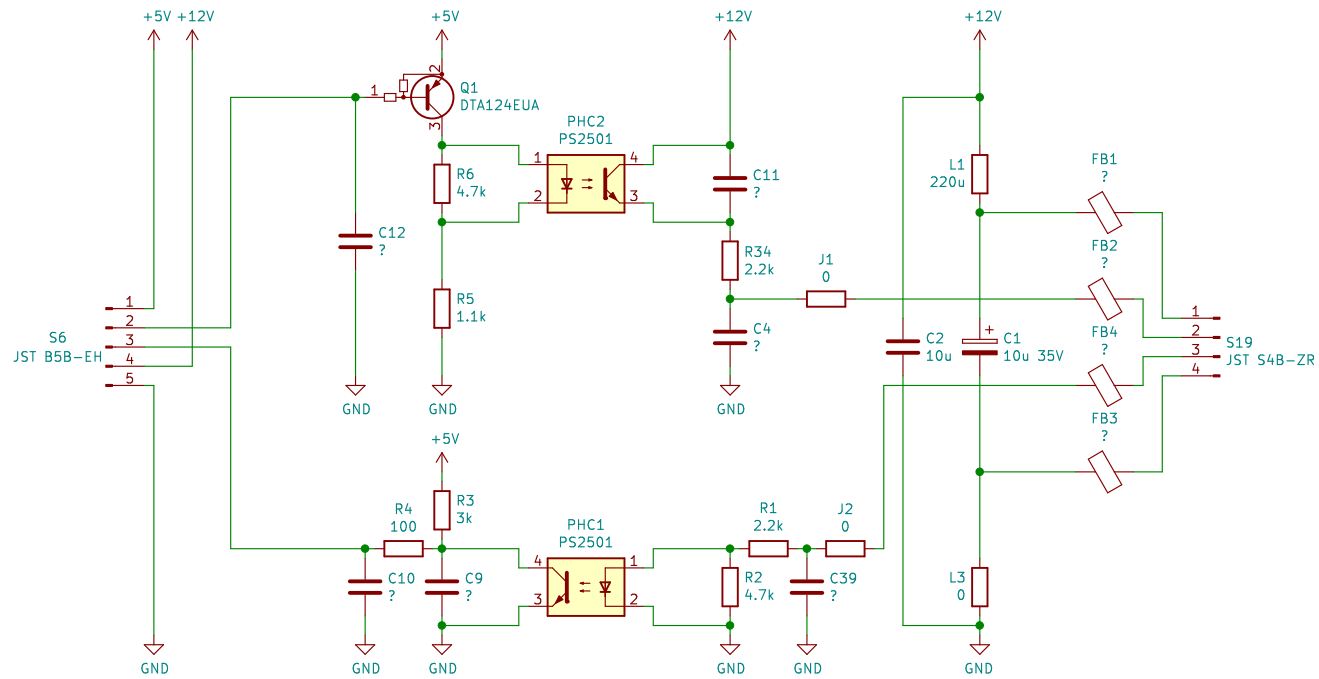 +5V +12V
+5V
+12V
+12V
1
2
3
Q1
DTA124EUA
PHC2
PS2501
1
2
4
3
R6
4.7k
C11
?
L1
220u
FB1
?
C12
?
R5
1.1k
R34
2.2k
J1
0
FB2
?
C4
?
C2
10u
+
C1
10u 35V
FB4
?
S6
JST B5B-EH
1
2
3
4
5
1
2
3
4
S19
JST S4B-ZR
GND
GND
GND
FB3
?
+5V
R3
3k
R4
100
PHC1
PS2501
4
3
1
2
R1
2.2k
J2
0
C10
?
C9
?
R2
4.7k
C39
?
L3
0
GND
GND
GND
GND
GND
GND